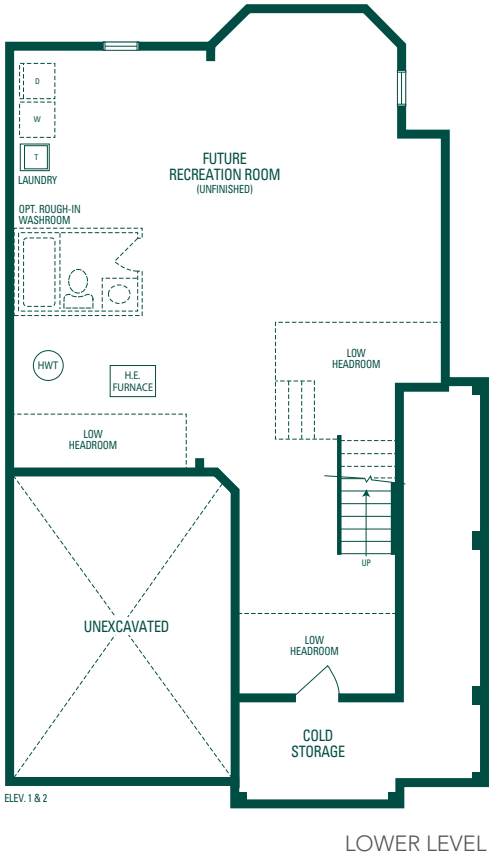 D
W
T
LAUNDRY
FUTURE
RECREATION ROOM
(UNFINISHED)
OPT. ROUGH-IN
WASHROOM
HWT
H.E.
FURNACE
LOW
HEADROOM
LOW
HEADROOM
UP
UNEXCAVATED
LOW
HEADROOM
COLD
STORAGE
ELEV. 1 & 2
LOWER LEVEL